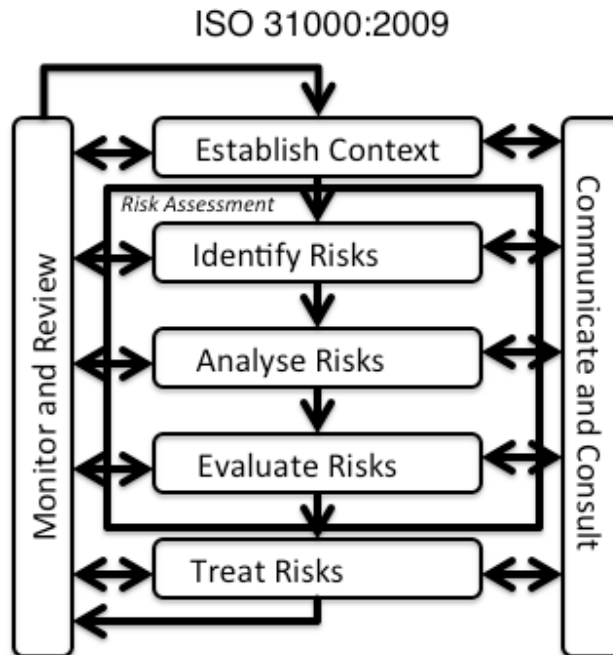 ISO 31000:2009
Establish Context
Risk Assessment
Identify Risks
Analyse Risks
Evaluate Risks
Treat Risks
Monitor and Review
Communicate and Consult